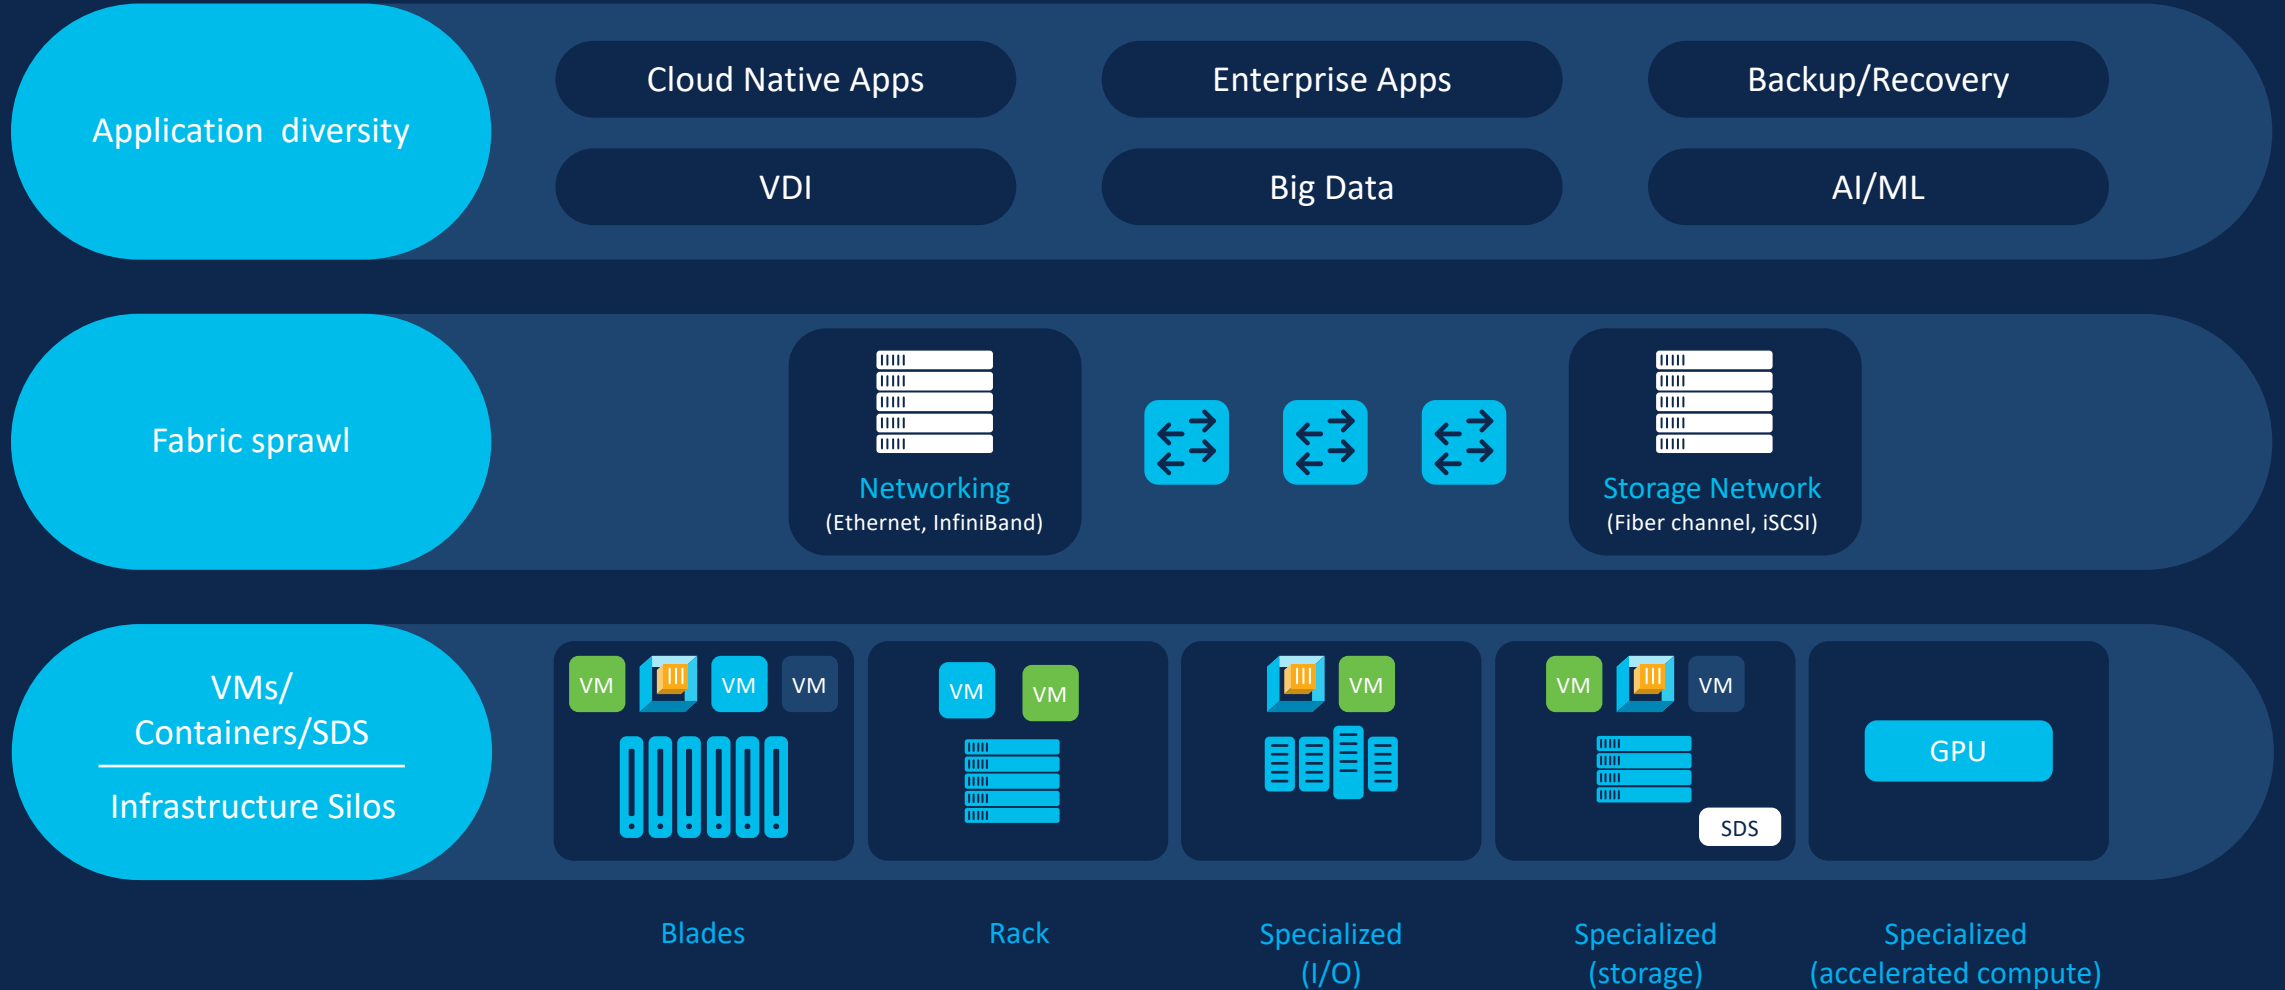 Application diversity
Cloud Native Apps
Enterprise Apps
Backup/Recovery
VDI
Big Data
AI/ML
Fabric sprawl
Networking
(Ethernet, InfiniBand)
Storage Network
(Fiber channel, iSCSI)
VMs/
Containers/SDS
Infrastructure Silos
VM
VM
VM
VM
VM
VM
VM
VM
SDS
GPU
Blades
Rack
Specialized
(I/O)
Specialized
(storage)
Specialized
(accelerated compute)